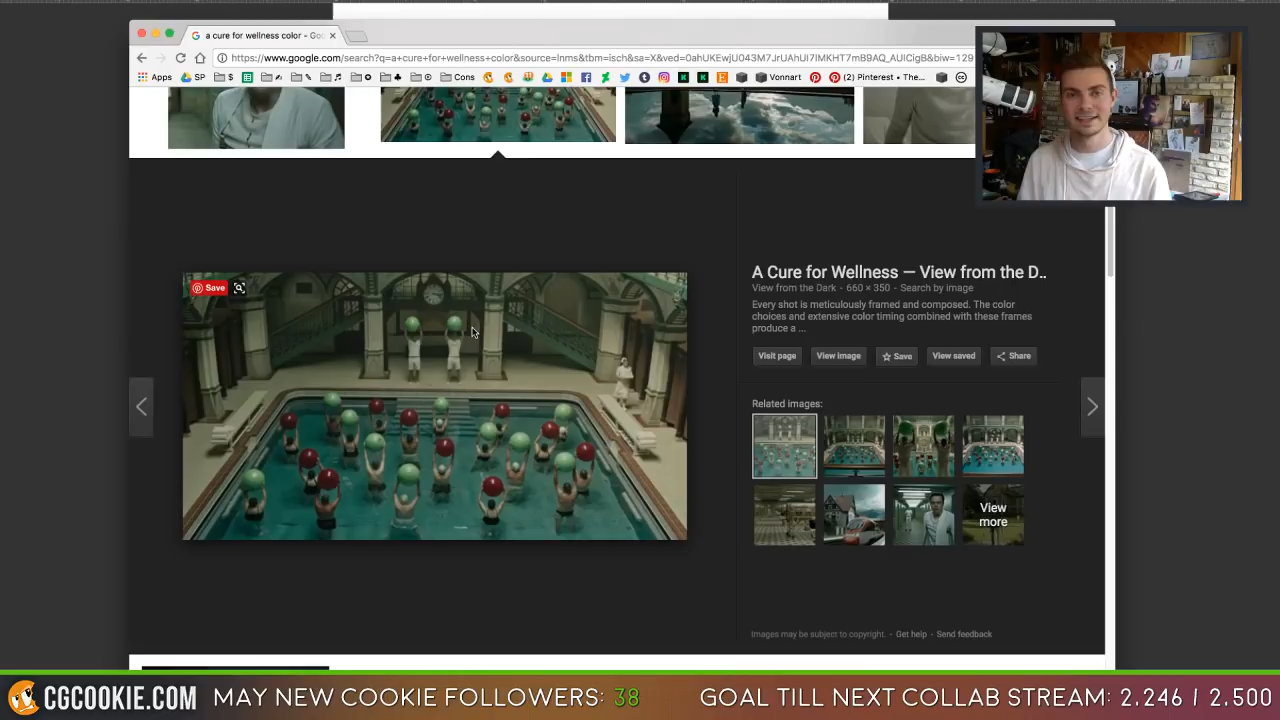 a cure for wellness color - Goo
https://www.google.com/search?q=a+cure+for+wellness+color&source=lnms&tbm=isch&sa=X&ved=0ahUKEwjU043M7JrUAhUI7IMKHT7mB9AQ_AUICigB&biw=129
Apps
SP
$
Cons
Vonnart
(2) Pinterest • The...
Save
A Cure for Wellness — View from the D..
View from the Dark - 660 × 350 - Search by image
Every shot is meticulously framed and composed. The color
choices and extensive color timing combined with these frames
produce a ...
Visit page
View image
Save
View saved
Share
Related images:
View
more
Images may be subject to copyright. - Get help - Send feedback
CGCOOKIE.COM
MAY NEW COOKIE FOLLOWERS: 38
GOAL TILL NEXT COLLAB STREAM: 2.246 / 2.500